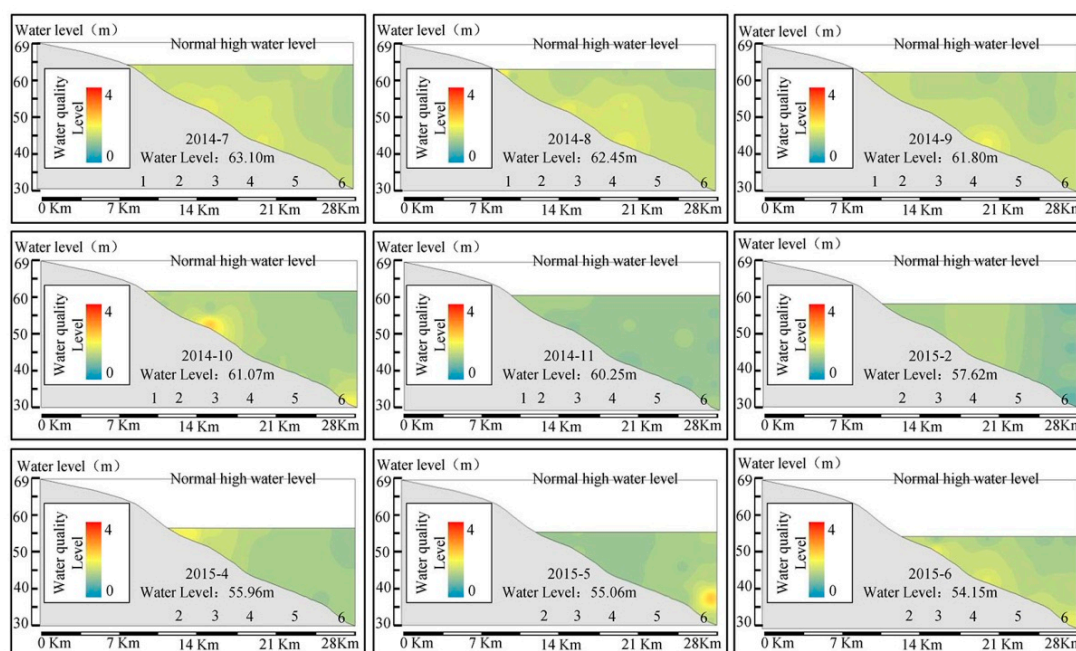 Water level（m）
Normal high water level
69
60
50
40
30
Water quality
Level
4
0
2014-7
Water Level：63.10m
1 2 3 4 5 6
0 Km 7 Km 14 Km 21 Km 28Km
Water level（m）
Normal high water level
69
60
50
40
30
Water quality
Level
4
0
2014-8
Water Level：62.45m
1 2 3 4 5 6
0 Km 7 Km 14 Km 21 Km 28Km
Water level（m）
Normal high water level
69
60
50
40
30
Water quality
Level
4
0
2014-9
Water Level：61.80m
1 2 3 4 5 6
0 Km 7 Km 14 Km 21 Km 28Km
Water level（m）
Normal high water level
69
60
50
40
30
Water quality
Level
4
0
2014-10
Water Level：61.07m
1 2 3 4 5 6
0 Km 7 Km 14 Km 21 Km 28 Km
Water level（m）
Normal high water level
69
60
50
40
30
Water quality
Level
4
0
2014-11
Water Level：60.25m
1 2 3 4 5 6
0 Km 7 Km 14 Km 21 Km 28Km
Water level（m）
Normal high water level
69
60
50
40
30
Water quality
Level
4
0
2015-2
Water Level：57.62m
2 3 4 5 6
0 Km 7 Km 14 Km 21 Km 28Km
Water level（m）
Normal high water level
69
60
50
40
30
Water quality
Level
4
0
2015-4
Water Level：55.96m
2 3 4 5 6
0 Km 7 Km 14 Km 21 Km 28Km
Water level（m）
Normal high water level
69
60
50
40
30
Water quality
Level
4
0
2015-5
Water Level：55.06m
2 3 4 5 6
0 Km 7 Km 14 Km 21 Km 28Km
Water level（m）
Normal high water level
69
60
50
40
30
Water quality
Level
4
0
2015-6
Water Level：54.15m
2 3 4 5 6
0 Km 7 Km 14 Km 21 Km 28Km